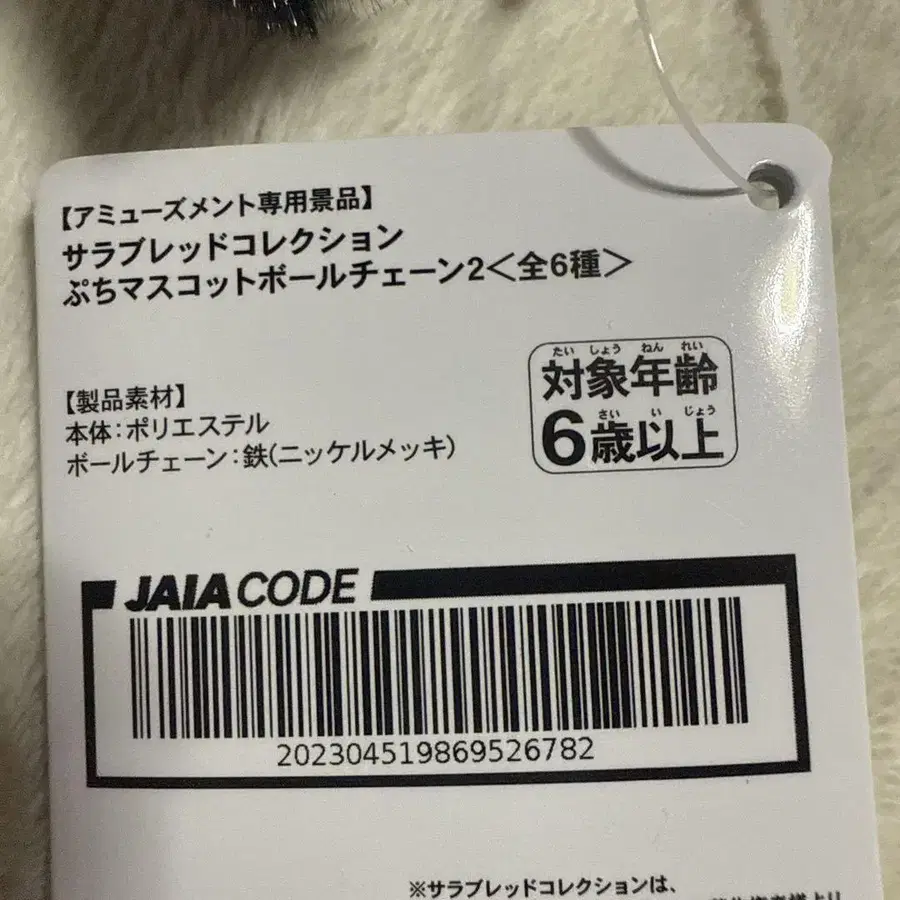 【アミューズメント専用景品】
サラブレッドコレクション
ぷちマスコットボールチェーン2＜全6種＞
【製品素材】
本体：ポリエステル
ボールチェーン：鉄(ニッケルメッキ)
たい しょう ねん れい
対象年齢
さい い じょう
6歳以上
JAIA CODE
202304519869526782
※サラブレッドコレクションは、